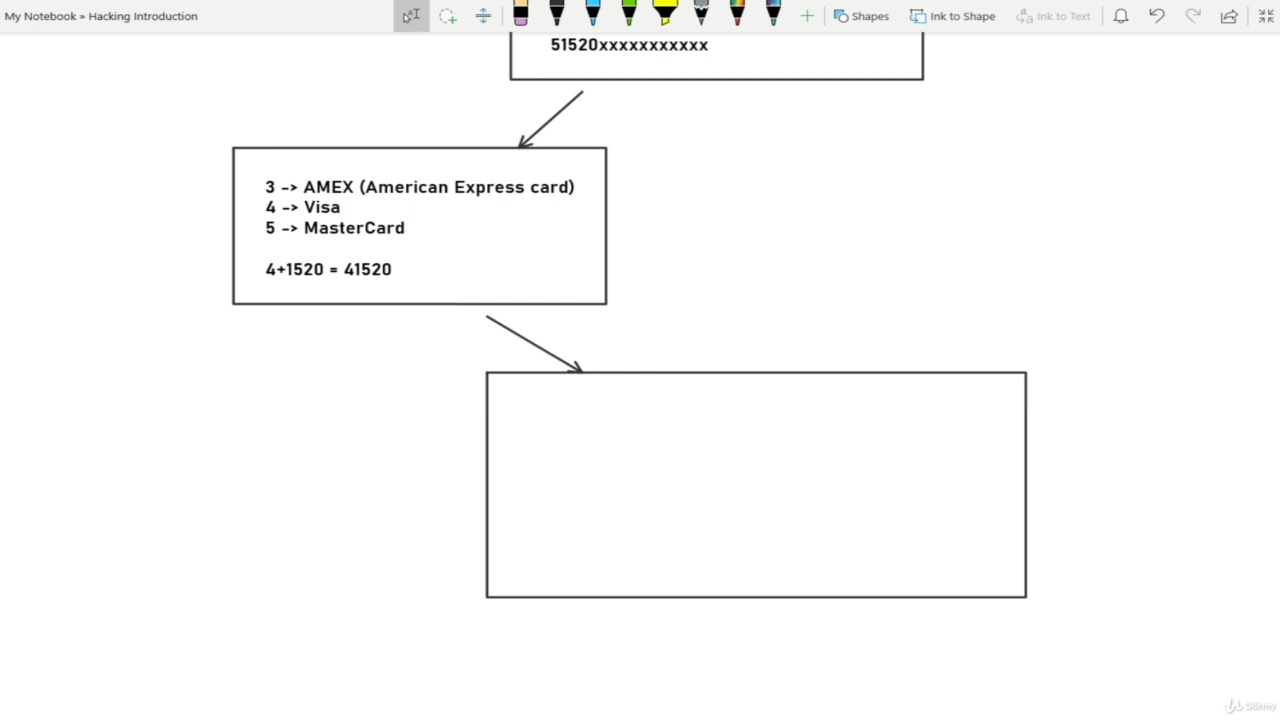 My Notebook » Hacking Introduction
Shapes
Ink to Shape
Ink to Text
51520xxxxxxxxxxx
3 -> AMEX (American Express card)
4 -> Visa
5 -> MasterCard
4+1520 = 41520
Udemy